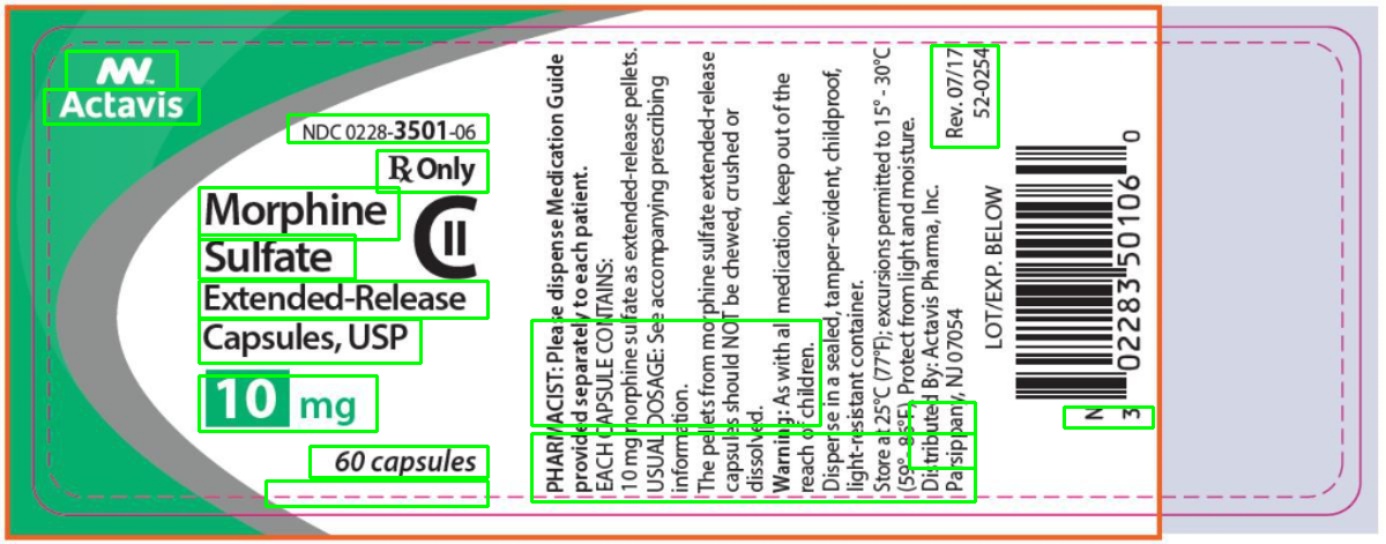 Actavis
NDC 0228-3501-06
℞ Only
Morphine
Sulfate
CII
Extended-Release
Capsules, USP
10 mg
60 capsules
PHARMACIST: Please dispense Medication Guide
provided separately to each patient.
EACH CAPSULE CONTAINS:
10 mg morphine sulfate as extended-release pellets.
USUAL DOSAGE: See accompanying prescribing
information.
The pellets from morphine sulfate extended-release
capsules should NOT be chewed, crushed or
dissolved.
Warning: As with all medication, keep out of the
reach of children.
Dispense in a sealed, tamper-evident, childproof,
light-resistant container.
Store at 25°C (77°F); excursions permitted to 15° - 30°C
(59°- 86°F). Protect from light and moisture.
Distributed By: Actavis Pharma, Inc.
Parsippany, NJ 07054
Rev. 07/17
52-0254
LOT/EXP. BELOW
N
3 02283 50106 0